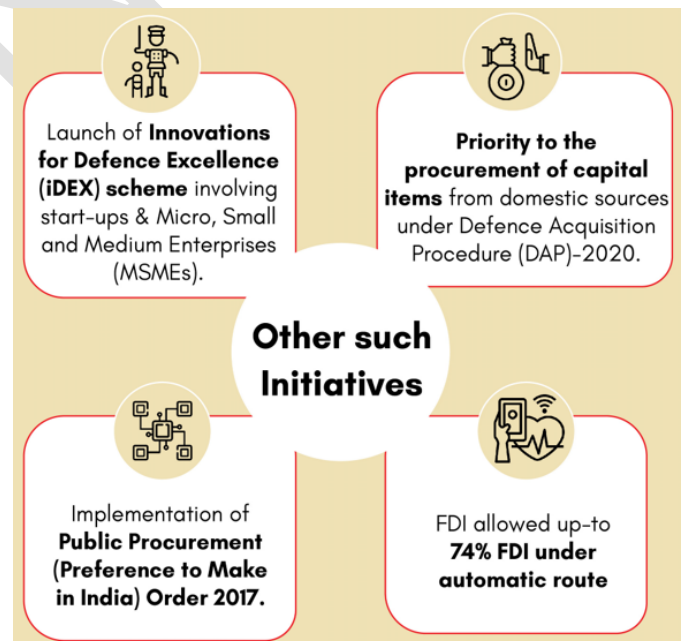 Launch of Innovations
for Defence Excellence
(iDEX) scheme involving
start-ups & Micro, Small
and Medium Enterprises
(MSMEs).
Priority to the
procurement of capital
items from domestic sources
under Defence Acquisition
Procedure (DAP)-2020.
Other such
Initiatives
Implementation of
Public Procurement
(Preference to Make
in India) Order 2017.
FDI allowed up-to
74% FDI under
automatic route